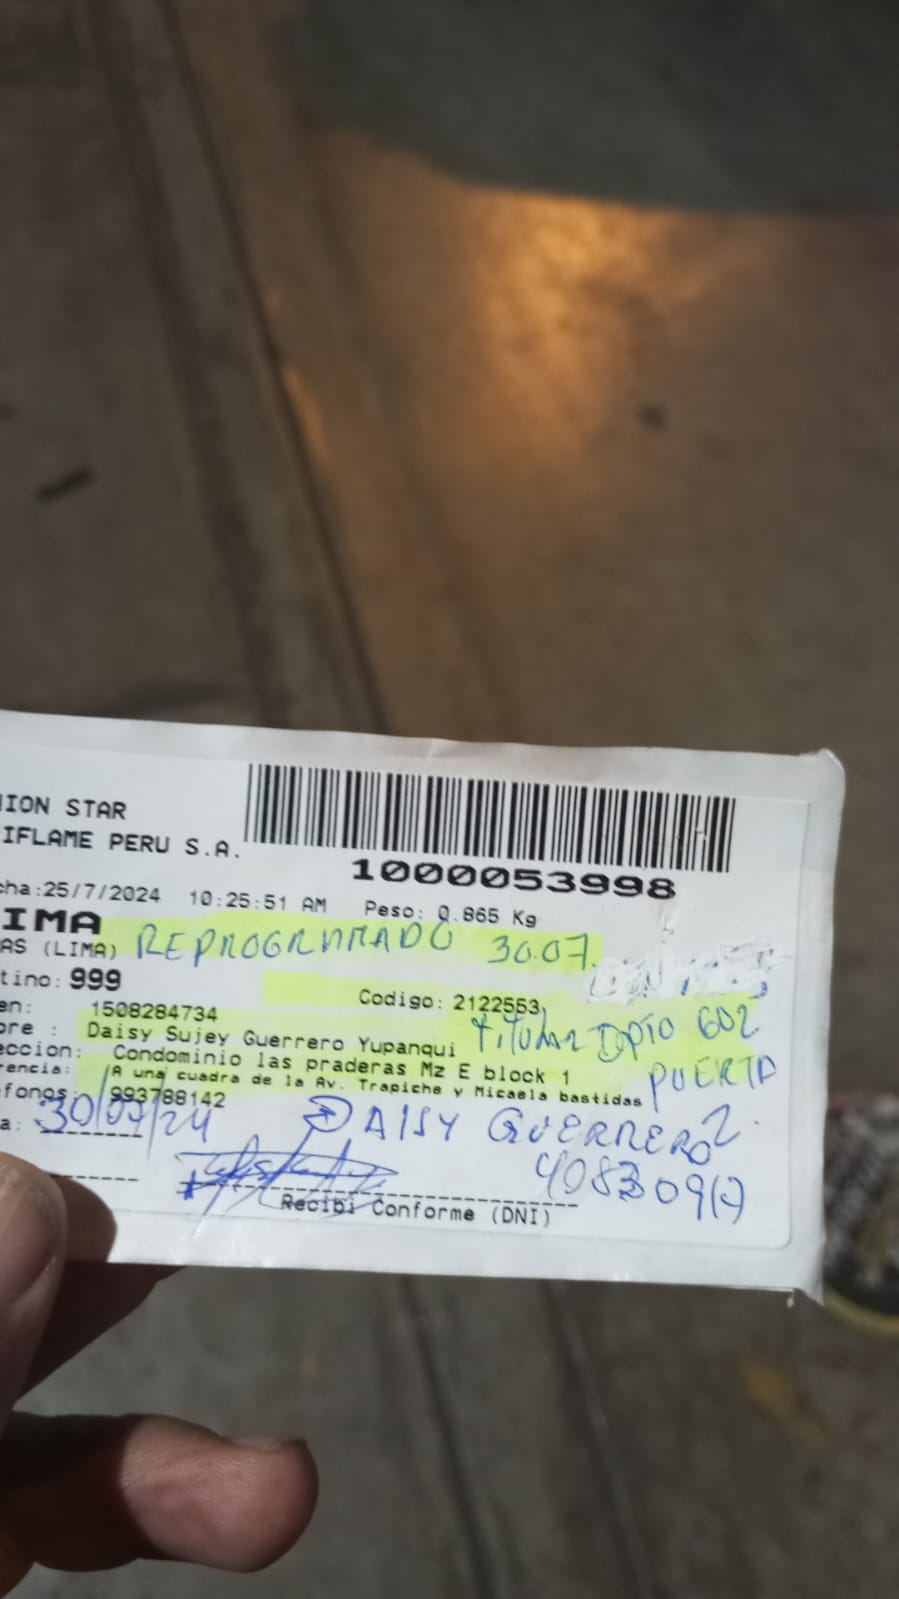 ION STAR
IFLAME PERU S.A.
1000053998
cha:25/7/2024 10:25:51 AM Peso: 0.865 Kg
IMA
AS (LIMA) REPROGRAMADO 30.07.
tino: 999
en: 1508284734 Codigo: 2122553
bre : Daisy Sujey Guerrero Yupanqui titular Dpto 602
eccion: Condominio las praderas Mz E block 1 PUERTA
rencia: A una cuadra de la Av. Trapiche y Micaela bastidas
éfonos: 993788142
a: 30/07/24 DAISY GUERRERO
Recibi Conforme (DNI)